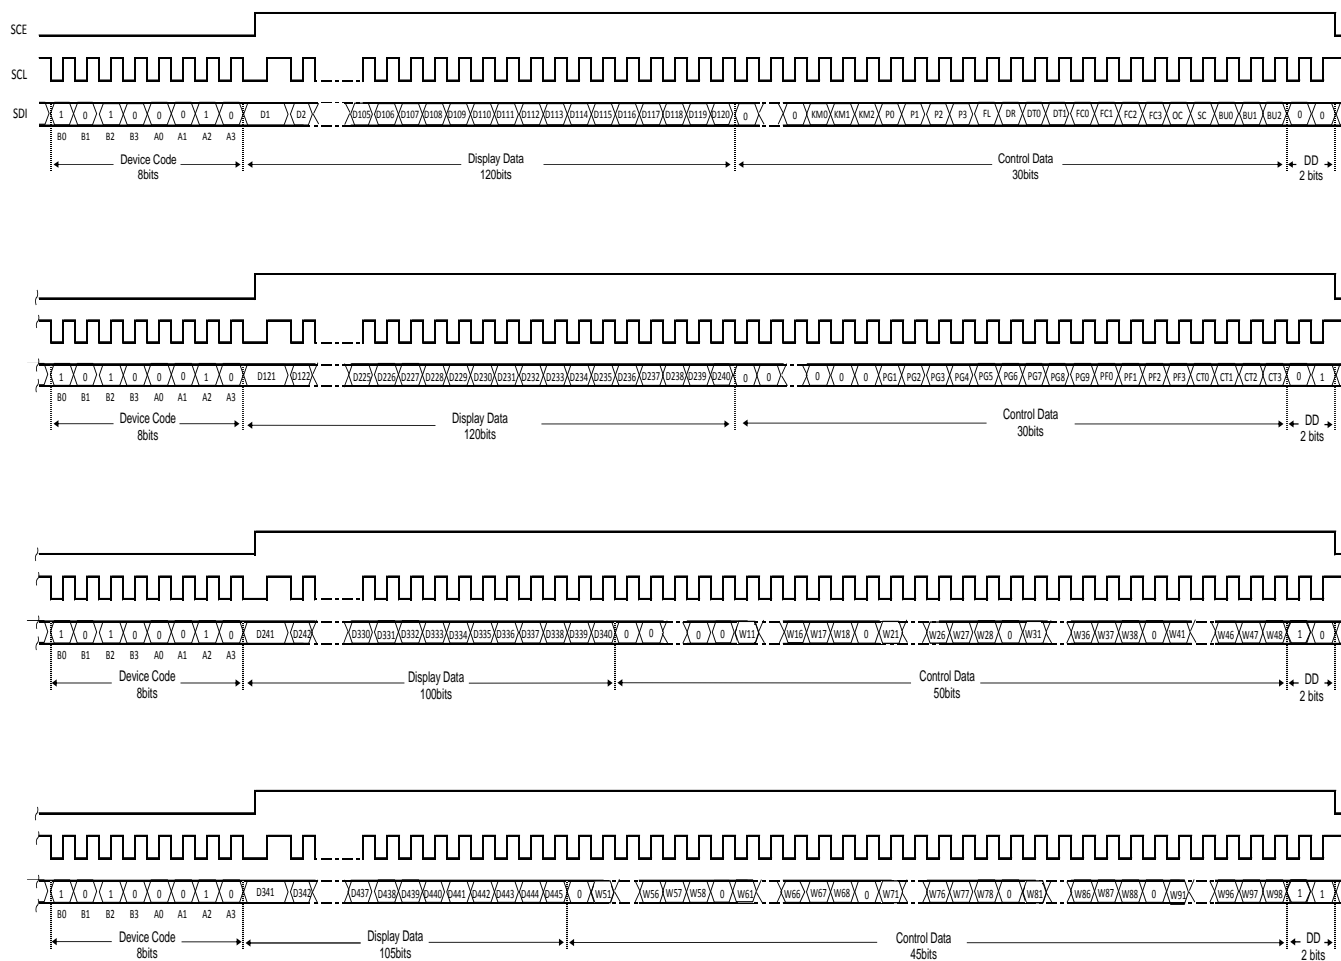 SCE
SCL
SDI 1 0 1 0 0 0 1 0 D1 D2 D105 D106 D107 D108 D109 D110 D111 D112 D113 D114 D115 D116 D117 D118 D119 D120 0 0 KM0 KM1 KM2 P0 P1 P2 P3 FL DR DT0 DT1 FC0 FC1 FC2 FC3 OC SC BU0 BU1 BU2 0 0
B0 B1 B2 B3 A0 A1 A2 A3
Device Code Display Data Control Data DD
8bits 120bits 30bits 2 bits
1 0 1 0 0 0 1 0 D121 D122 D225 D226 D227 D228 D229 D230 D231 D232 D233 D234 D235 D236 D237 D238 D239 D240 0 0 0 0 0 PG1 PG2 PG3 PG4 PG5 PG6 PG7 PG8 PG9 PF0 PF1 PF2 PF3 CT0 CT1 CT2 CT3 0 1
B0 B1 B2 B3 A0 A1 A2 A3
Device Code Display Data Control Data DD
8bits 120bits 30bits 2 bits
1 0 1 0 0 0 1 0 D241 D242 D330 D331 D332 D333 D334 D335 D336 D337 D338 D339 D340 0 0 0 0 W11 W16 W17 W18 0 W21 W26 W27 W28 0 W31 W36 W37 W38 0 W41 W46 W47 W48 1 0
B0 B1 B2 B3 A0 A1 A2 A3
Device Code Display Data Control Data DD
8bits 100bits 50bits 2 bits
1 0 1 0 0 0 1 0 D341 D342 D437 D438 D439 D440 D441 D442 D443 D444 D445 0 W51 W56 W57 W58 0 W61 W66 W67 W68 0 W71 W76 W77 W78 0 W81 W86 W87 W88 0 W91 W96 W97 W98 1 1
B0 B1 B2 B3 A0 A1 A2 A3
Device Code Display Data Control Data DD
8bits 105bits 45bits 2 bits